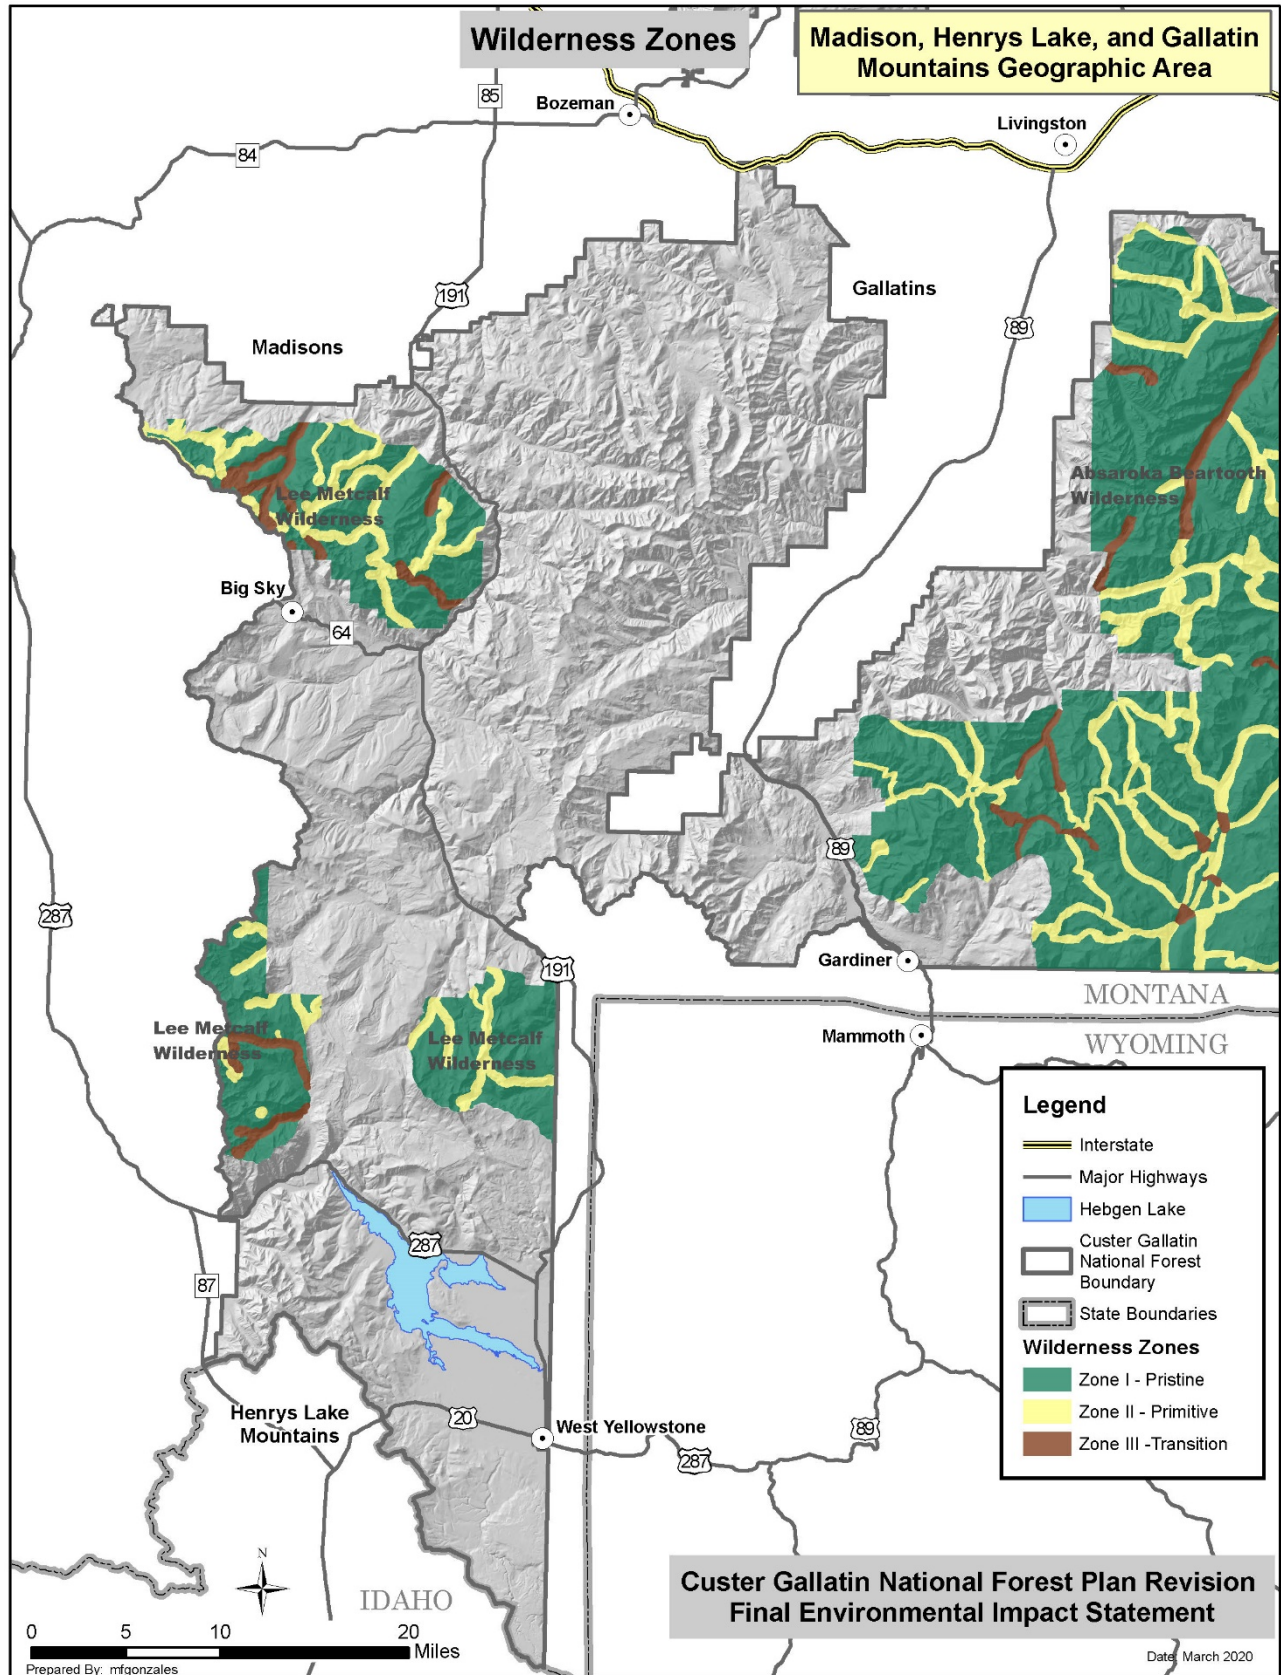 Wilderness Zones
Madison, Henrys Lake, and Gallatin
Mountains Geographic Area
85
Bozeman
Livingston
84
191
Gallatins
89
Madisons
Absaroka Beartooth
Wilderness
Lee Metcalf
Wilderness
Big Sky
64
89
287
191
Gardiner
MONTANA
Lee Metcalf
Wilderness
Lee Metcalf
Wilderness
Mammoth
WYOMING
Legend
Interstate
Major Highways
Hebgen Lake
Custer Gallatin
National Forest
Boundary
State Boundaries
Wilderness Zones
Zone I - Pristine
Zone II - Primitive
Zone III -Transition
287
87
Henrys Lake
Mountains
20
West Yellowstone
89
287
N
IDAHO
Custer Gallatin National Forest Plan Revision
Final Environmental Impact Statement
0 5 10 20
Miles
Prepared By: mfgonzales
Date: March 2020